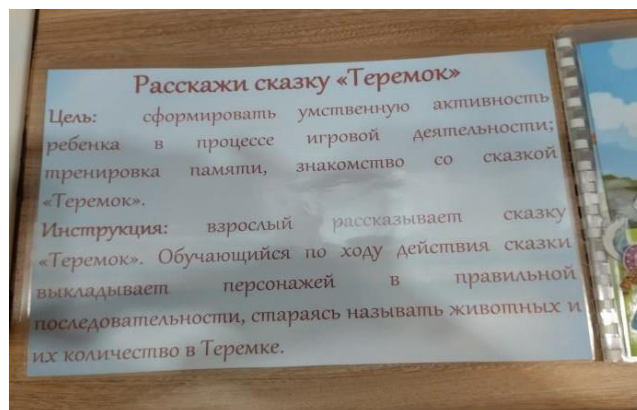 Расскажи сказку «Теремок»
Цель: сформировать умственную активность
ребенка в процессе игровой деятельности;
тренировка памяти, знакомство со сказкой
«Теремок».
Инструкция: взрослый рассказывает сказку
«Теремок». Обучающийся по ходу действия сказки
выкладывает персонажей в правильной
последовательности, стараясь называть животных и
их количество в Теремке.